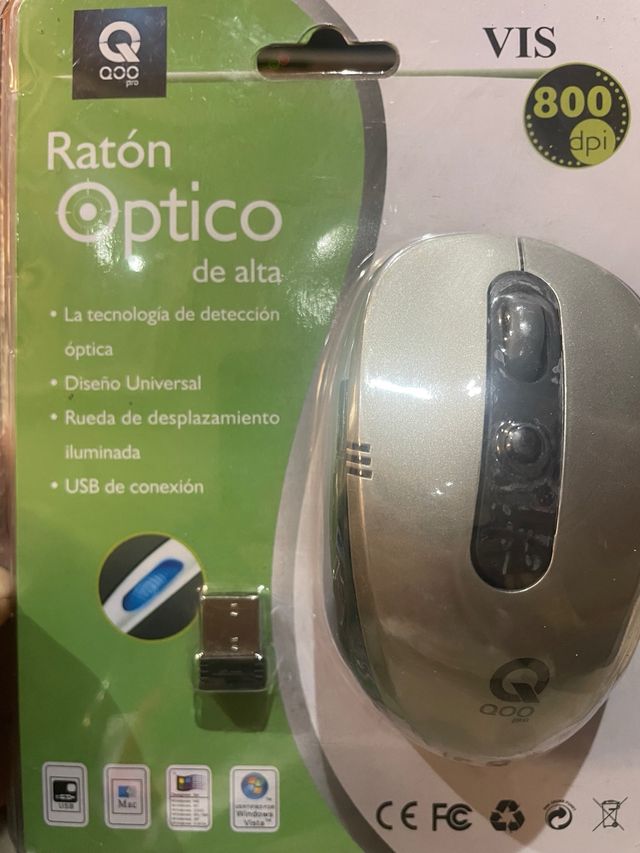 QOO
pro
VIS
800
dpi
Ratón
Optico
de alta
• La tecnología de detección
óptica
• Diseño Universal
• Rueda de desplazamiento
iluminada
• USB de conexión
QOO
pro
USB
Mac
Windows
Vista
CE FC